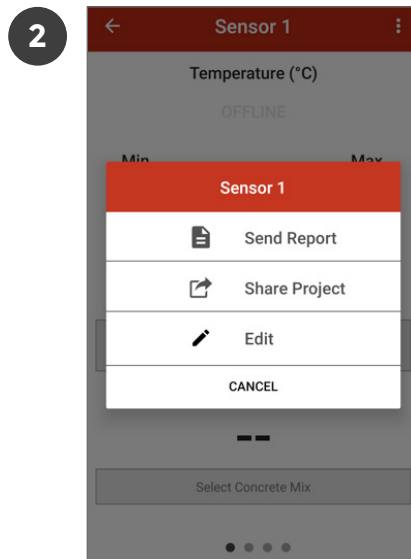 2
Sensor 1
Temperature (°C)
OFFLINE
Min Max
Sensor 1
Send Report
Share Project
Edit
CANCEL
--
Select Concrete Mix